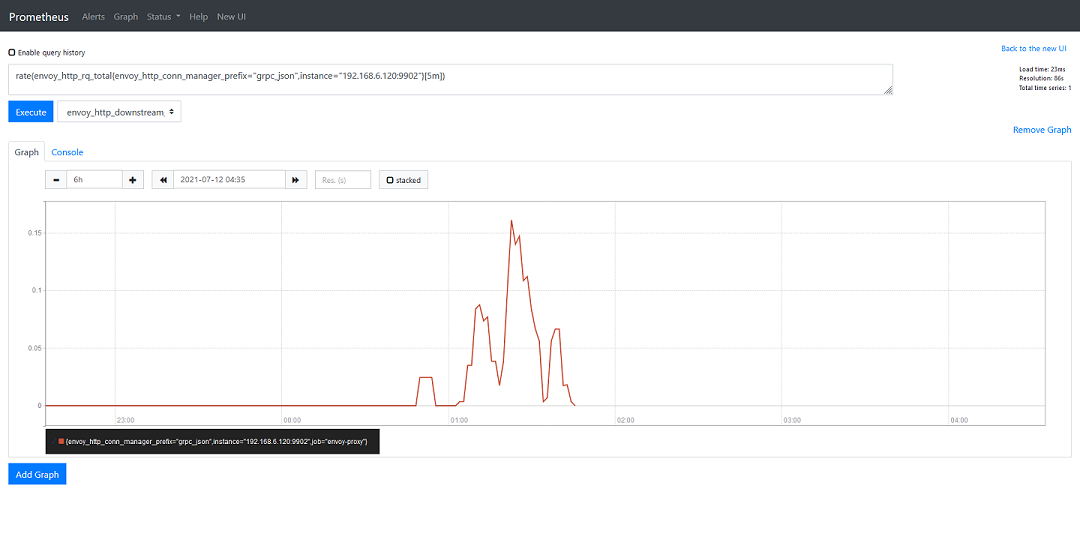 Prometheus Alerts Graph Status Help New UI
Enable query history
Back to the new UI
rate(envoy_http_rq_total{envoy_http_conn_manager_prefix="grpc_json",instance="192.168.6.120:9902"}[5m])
Load time: 23ms
Resolution: 86s
Total time series: 1
Execute envoy_http_downstream_
Remove Graph
Graph Console
6h 2021-07-12 04:35 Res. (s) stacked
0.15
0.1
0.05
0
23:00 00:00 01:00 02:00 03:00 04:00
{envoy_http_conn_manager_prefix="grpc_json",instance="192.168.6.120:9902",job="envoy-proxy"}
Add Graph